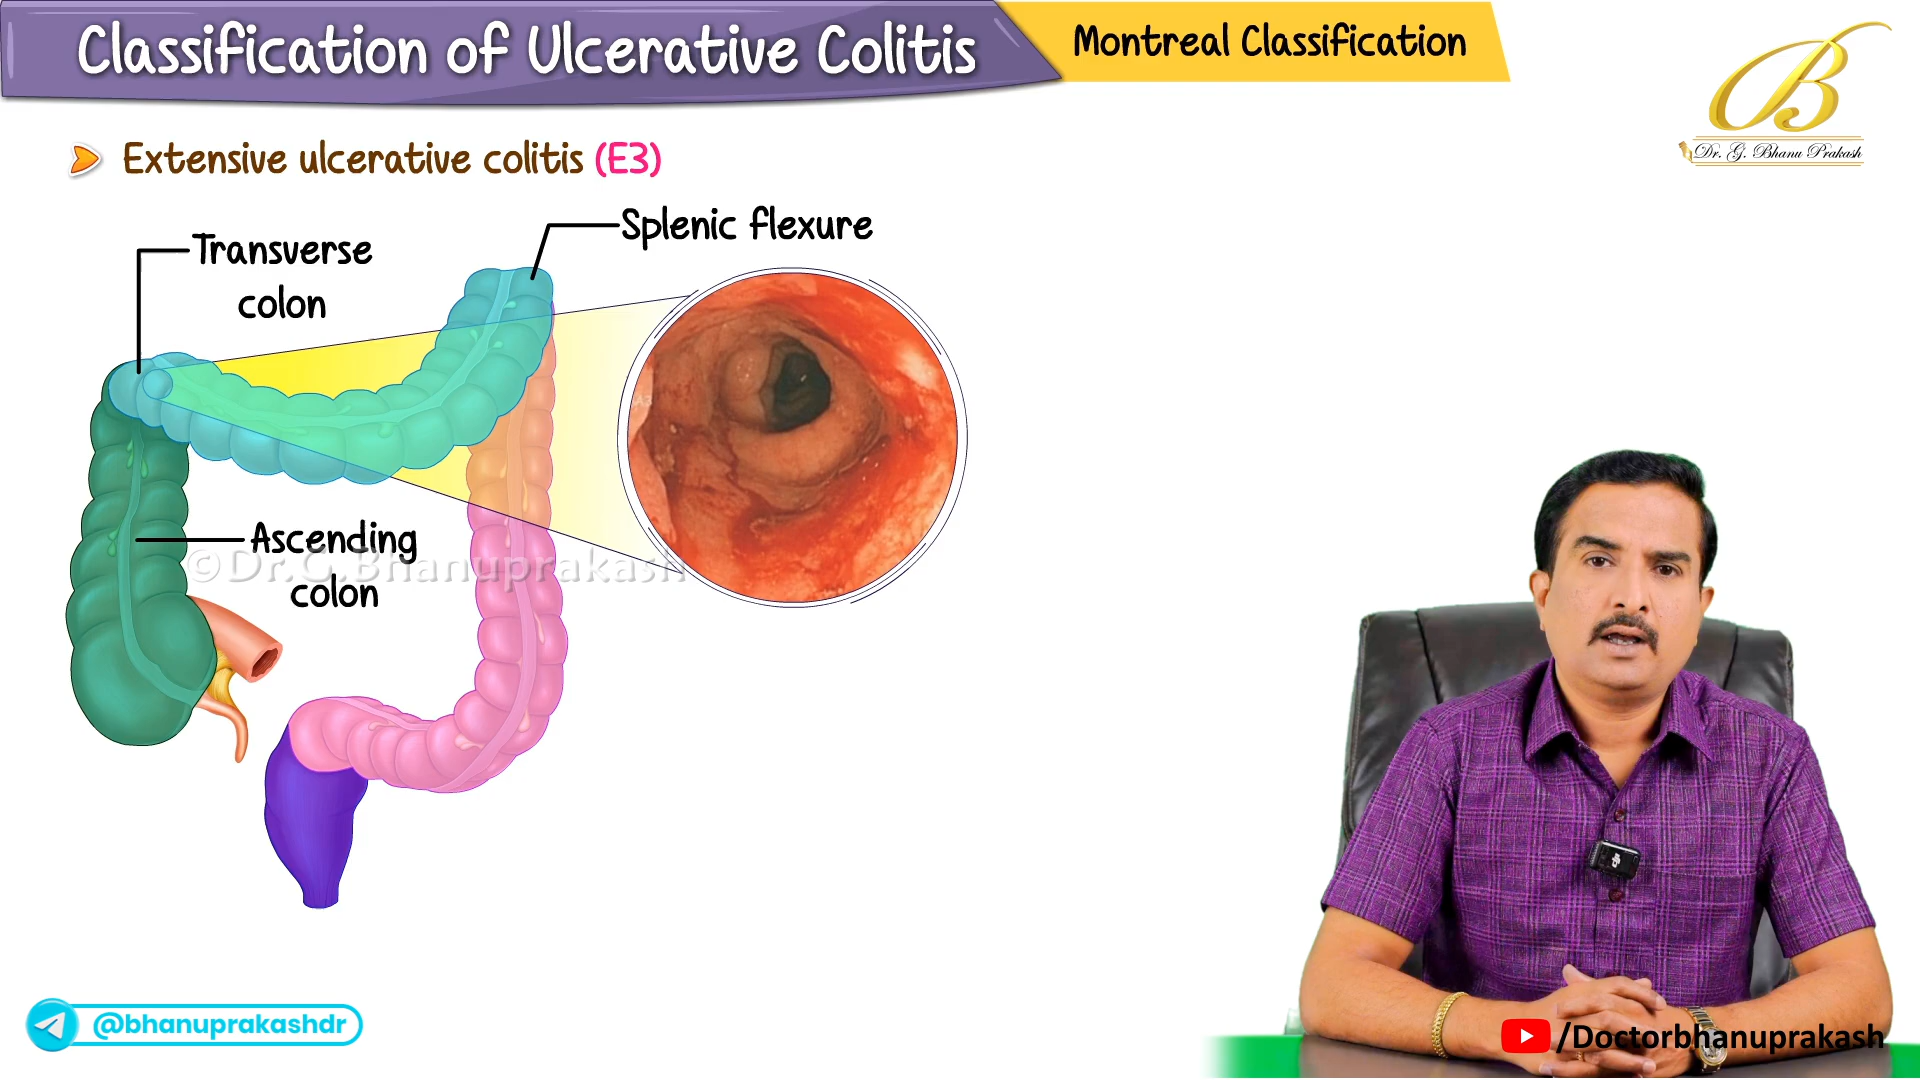 Classification of Ulcerative Colitis
Montreal Classification
B
Dr. G. Bhanu Prakash
Extensive ulcerative colitis (E3)
Splenic flexure
Transverse
colon
Ascending
colon
©Dr.G.Bhanuprakash
@bhanuprakashdr
/Doctorbhanuprakash